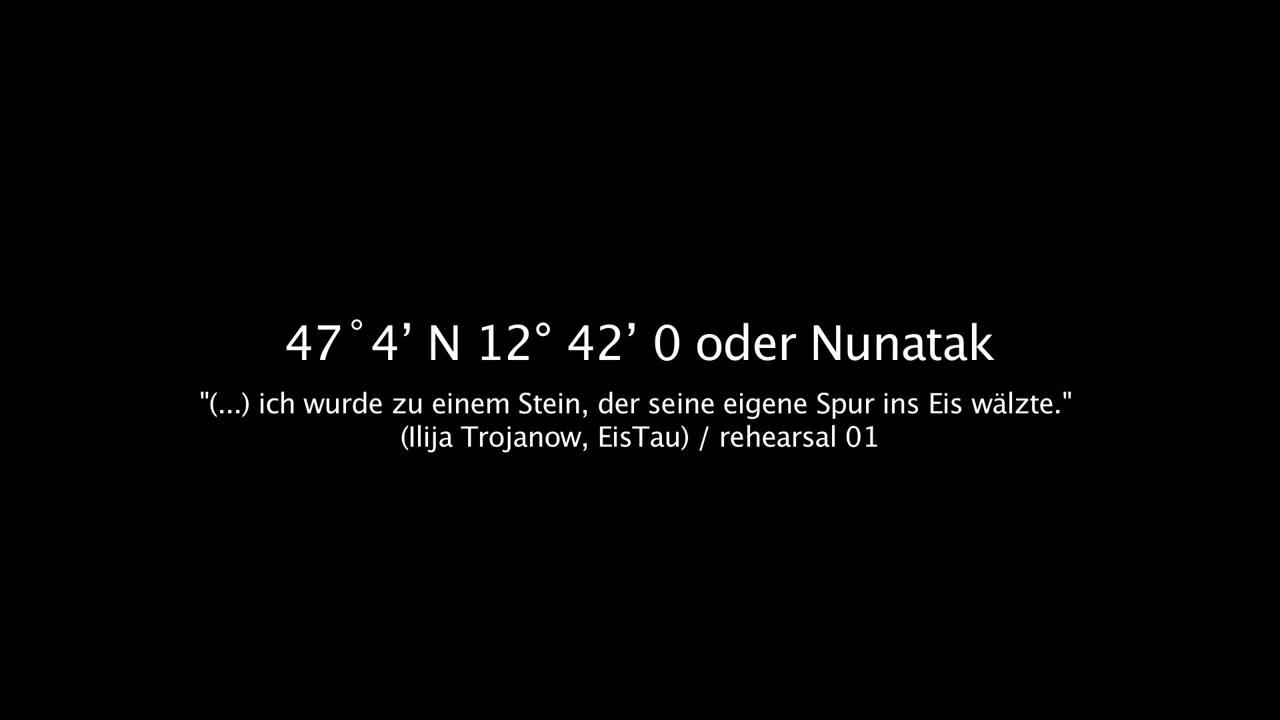 47˚4’ N 12° 42’ 0 oder Nunatak
"(...) ich wurde zu einem Stein, der seine eigene Spur ins Eis wälzte."
(Ilija Trojanow, EisTau) / rehearsal 01